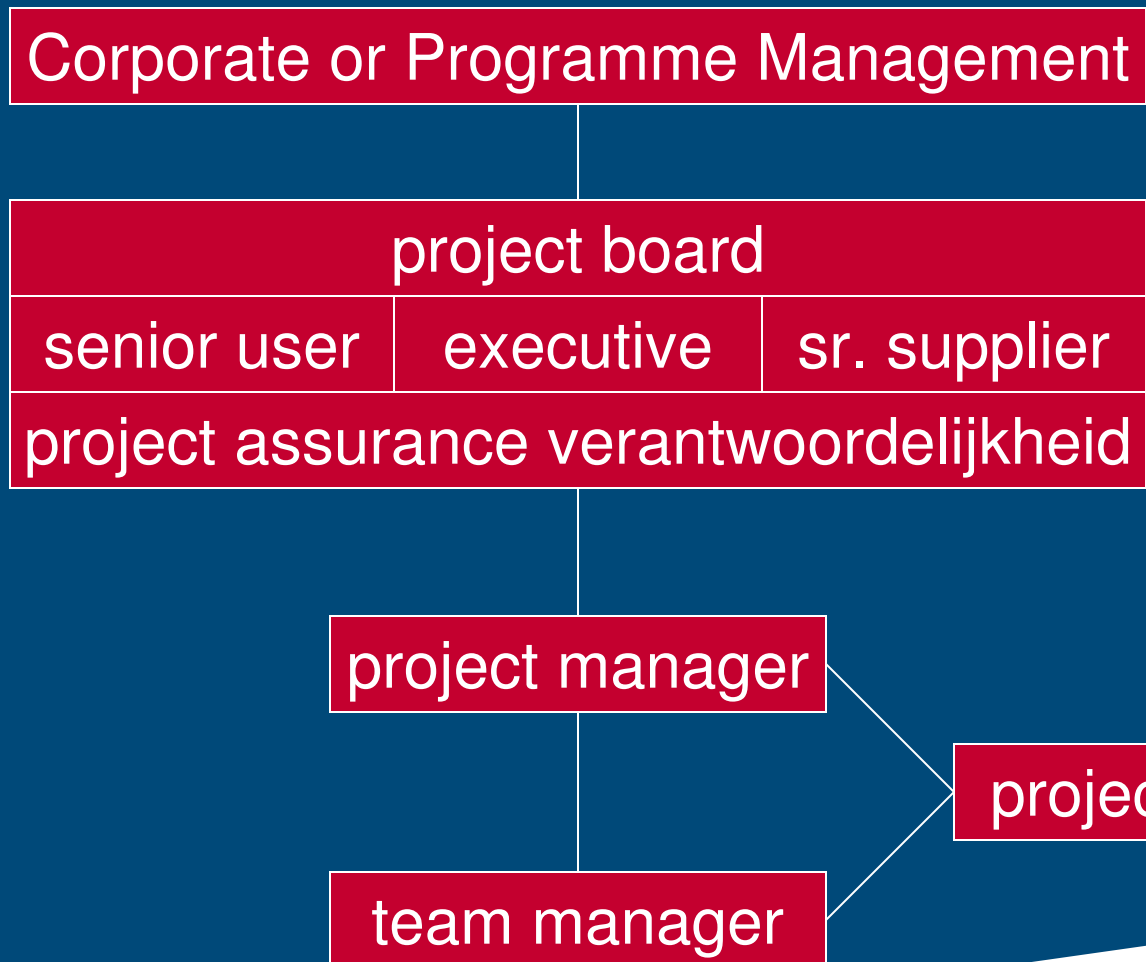 Corporate or Programme Management
project board
senior user executive sr. supplier
project assurance verantwoordelijkheid
project manager
team manager